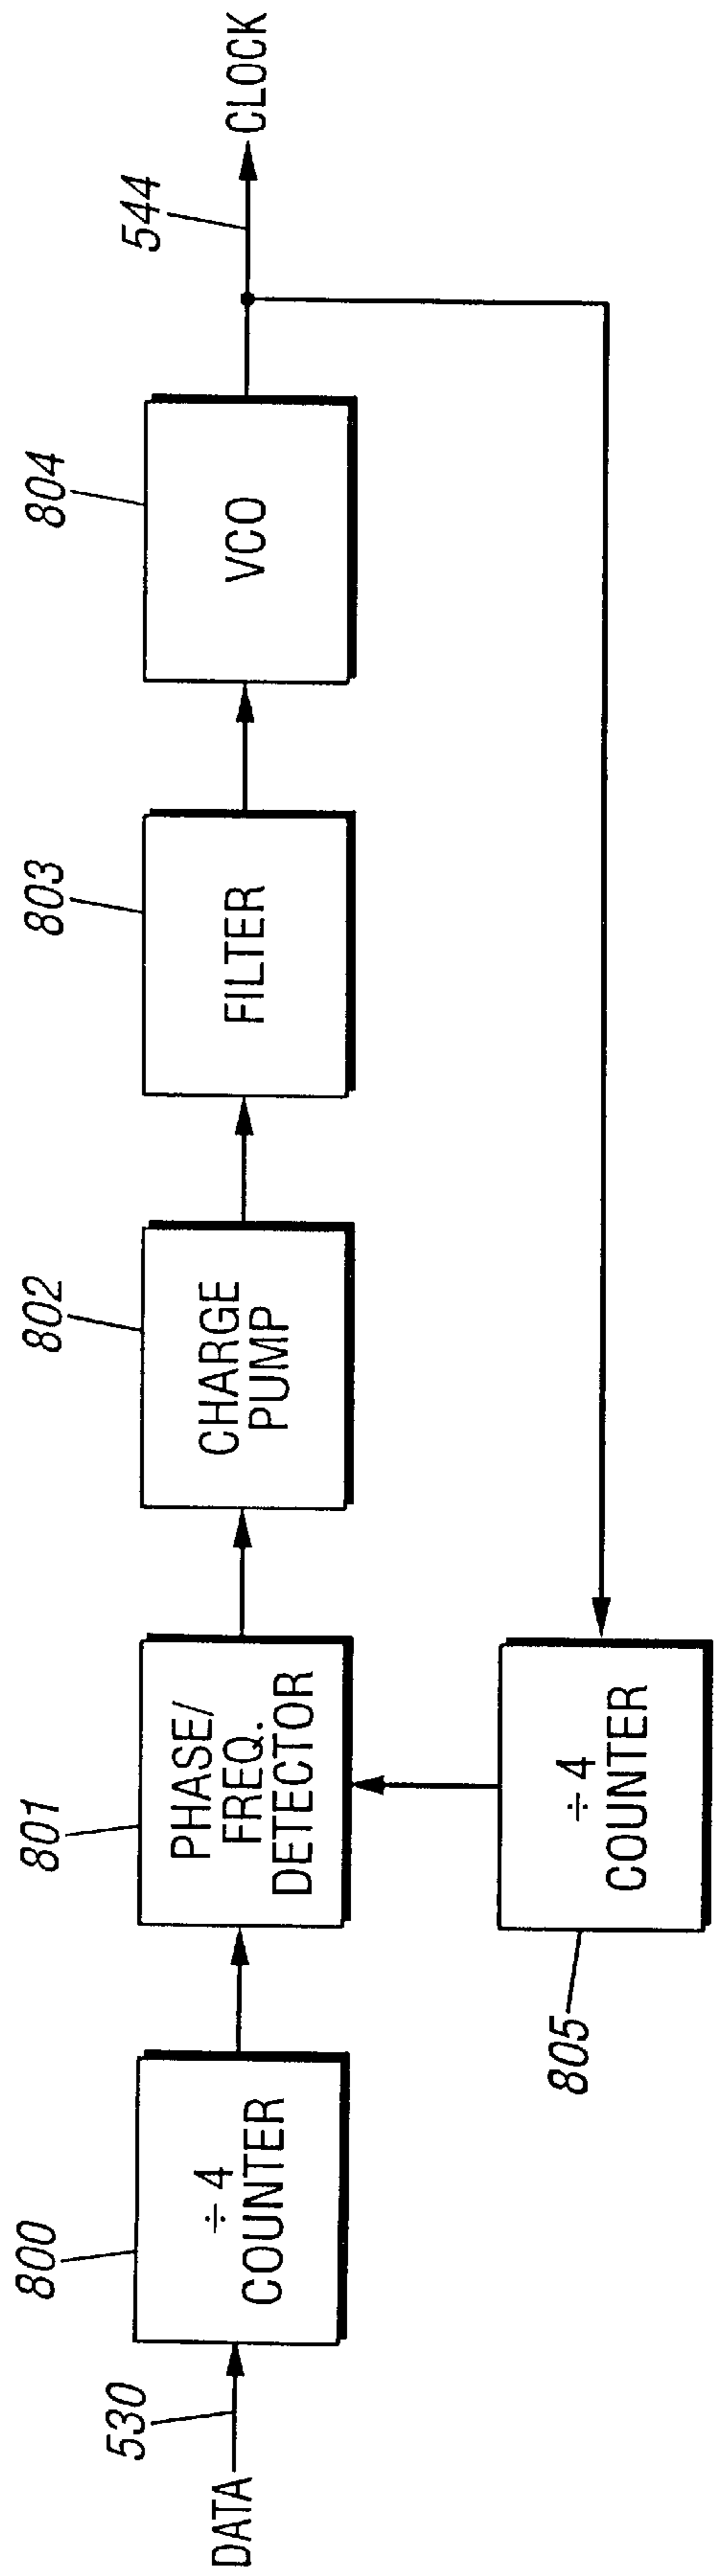 DATA
530
800
÷4
COUNTER
801
PHASE/
FREQ.
DETECTOR
802
CHARGE
PUMP
803
FILTER
804
VCO
544
CLOCK
805
÷4
COUNTER